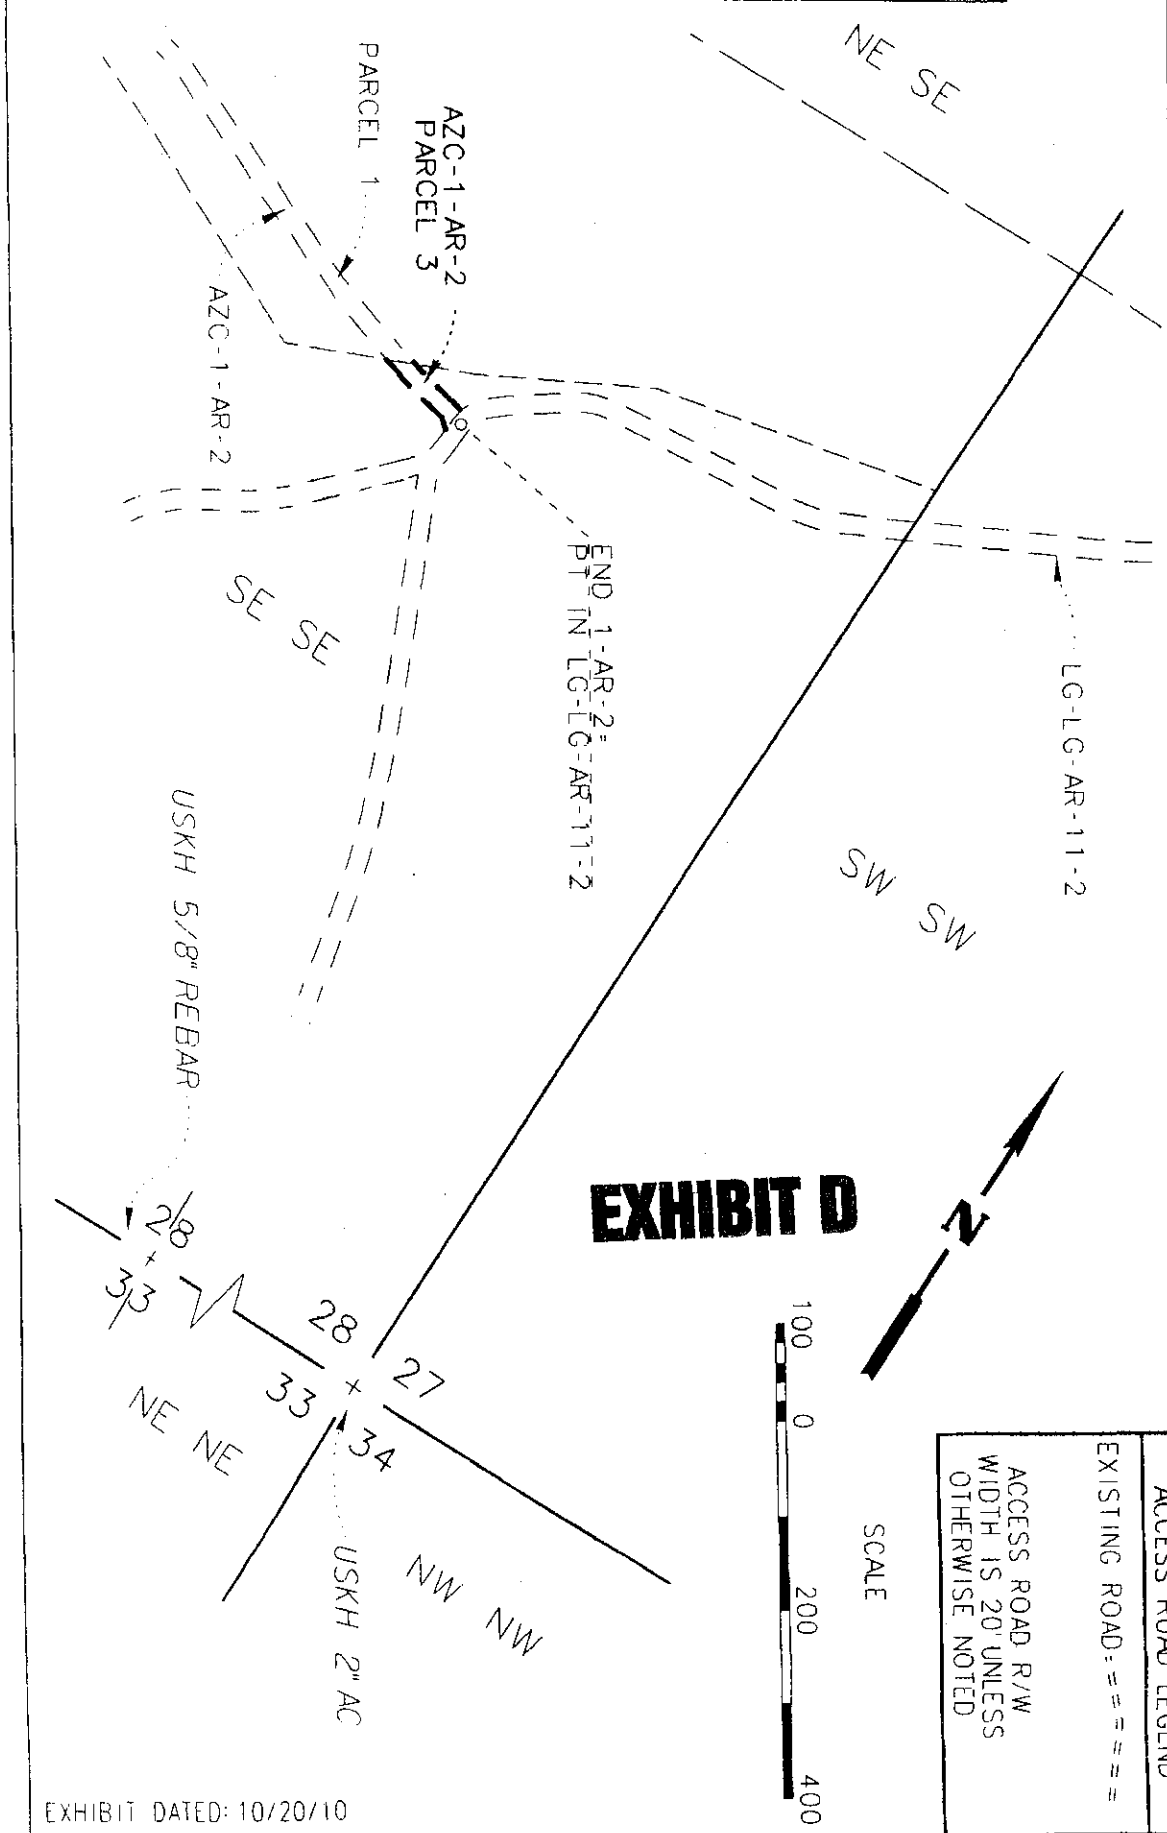 NE SE
PARCEL 1
AZC-1-AR-2
PARCEL 3
AZC-1-AR-2
SE SE
END 1-AR-2=
PT IN LG-LG-AR-11-2
LG-LG-AR-11-2
SW SW
USKH 5/8" REBAR
EXHIBIT D
N
28
33
28
27
33
34
NE NE
NW NW
USKH 2" AC
100 0 200 400
SCALE
ACCESS ROAD LEGEND
EXISTING ROAD: = = = = = =
ACCESS ROAD R/W
WIDTH IS 20' UNLESS
OTHERWISE NOTED
EXHIBIT DATED: 10/20/10